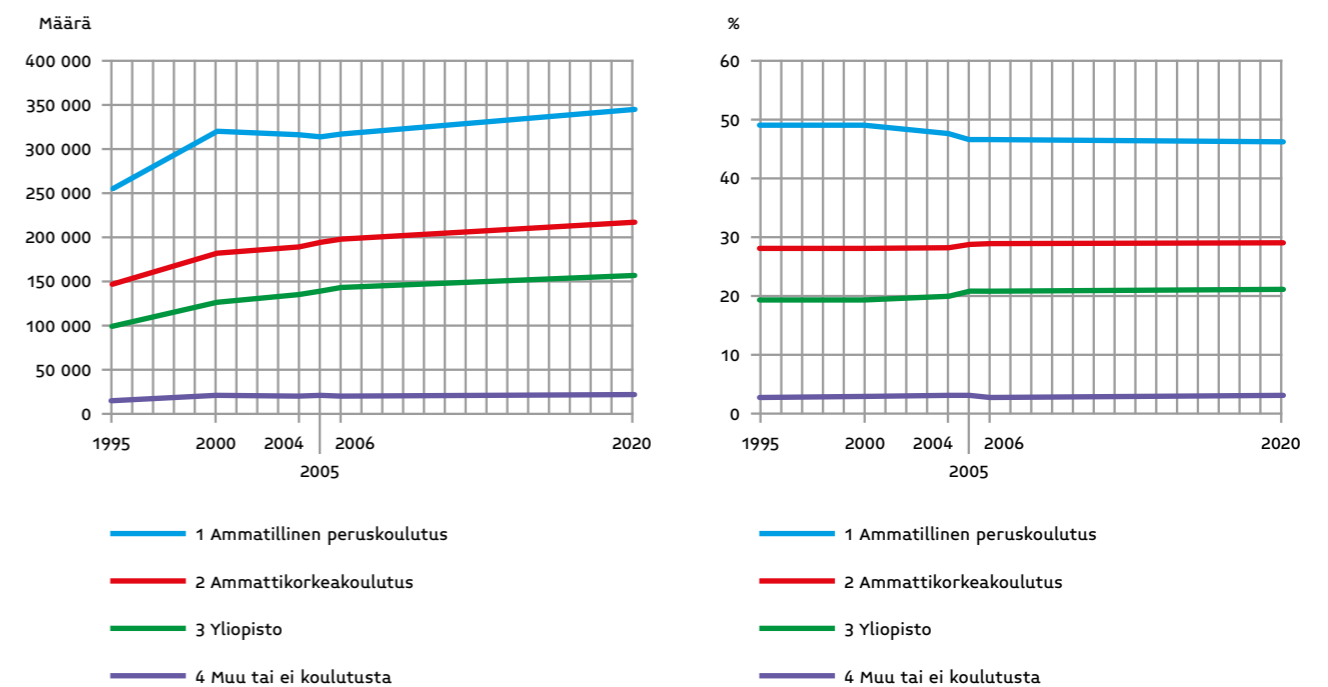 Määrä
400 000
350 000
300 000
250 000
200 000
150 000
100 000
50 000
0
1995 2000 2004 2006 2020
2005
1 Ammatillinen peruskoulutus
2 Ammattikorkeakoulutus
3 Yliopisto
4 Muu tai ei koulutusta
%
60
50
40
30
20
10
0
1995 2000 2004 2006 2020
2005
1 Ammatillinen peruskoulutus
2 Ammattikorkeakoulutus
3 Yliopisto
4 Muu tai ei koulutusta